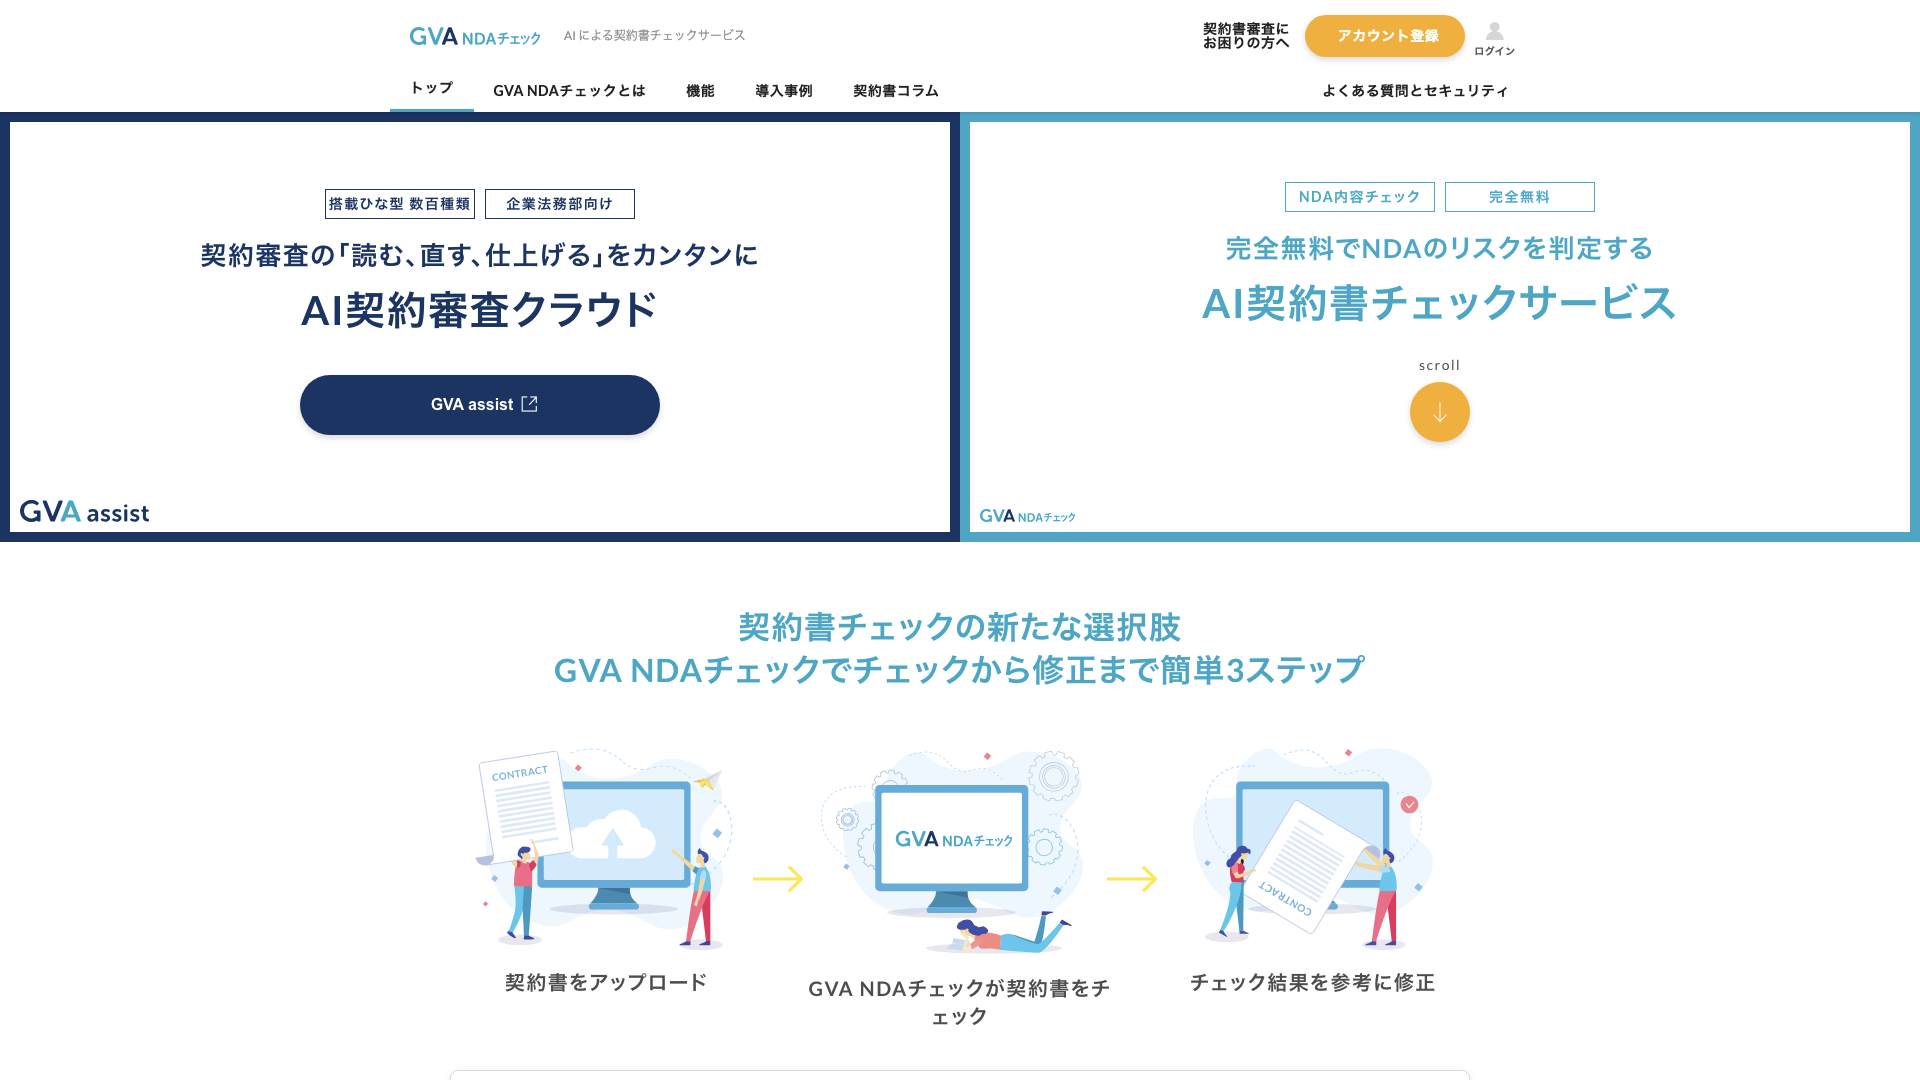 GVA NDAチェック
AI による契約書チェックサービス
契約書審査に
お困りの方へ
アカウント登録
ログイン
トップ
GVA NDAチェックとは
機能
導入事例
契約書コラム
よくある質問とセキュリティ
搭載ひな型 数百種類
企業法務部向け
契約審査の「読む、直す、仕上げる」をカンタンに
AI契約審査クラウド
GVA assist
GVA assist
NDA内容チェック
完全無料
完全無料でNDAのリスクを判定する
AI契約書チェックサービス
scroll
GVA NDAチェック
契約書チェックの新たな選択肢
GVA NDAチェックでチェックから修正まで簡単3ステップ
CONTRACT
GVA NDAチェック
CONTRACT
契約書をアップロード
GVA NDAチェックが契約書をチ
ェック
チェック結果を参考に修正